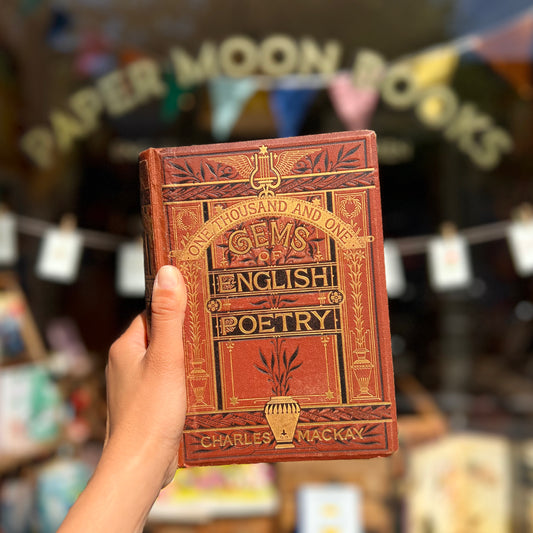 PAPER MOON BOOKS
ONE THOUSAND AND ONE
GEMS
OF
ENGLISH
POETRY
CHARLES MACKAY